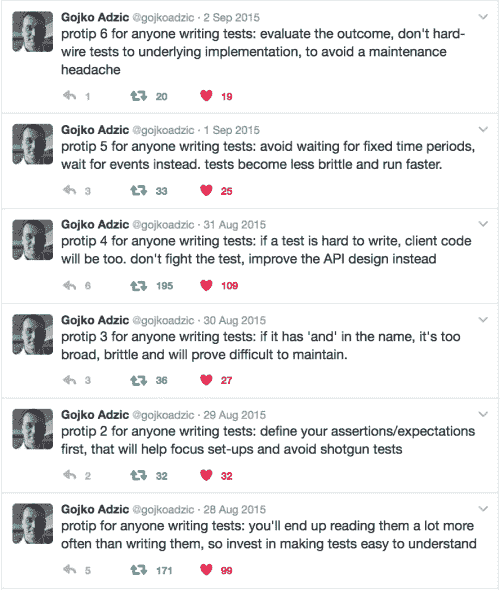 Gojko Adzic @gojkoadzic · 2 Sep 2015
protip 6 for anyone writing tests: evaluate the outcome, don't hard-
wire tests to underlying implementation, to avoid a maintenance
headache
1 20 19
Gojko Adzic @gojkoadzic · 1 Sep 2015
protip 5 for anyone writing tests: avoid waiting for fixed time periods,
wait for events instead. tests become less brittle and run faster.
3 33 25
Gojko Adzic @gojkoadzic · 31 Aug 2015
protip 4 for anyone writing tests: if a test is hard to write, client code
will be too. don't fight the test, improve the API design instead
6 195 109
Gojko Adzic @gojkoadzic · 30 Aug 2015
protip 3 for anyone writing tests: if it has 'and' in the name, it's too
broad, brittle and will prove difficult to maintain.
3 36 27
Gojko Adzic @gojkoadzic · 29 Aug 2015
protip 2 for anyone writing tests: define your assertions/expectations
first, that will help focus set-ups and avoid shotgun tests
2 32 32
Gojko Adzic @gojkoadzic · 28 Aug 2015
protip for anyone writing tests: you'll end up reading them a lot more
often than writing them, so invest in making tests easy to understand
5 171 99